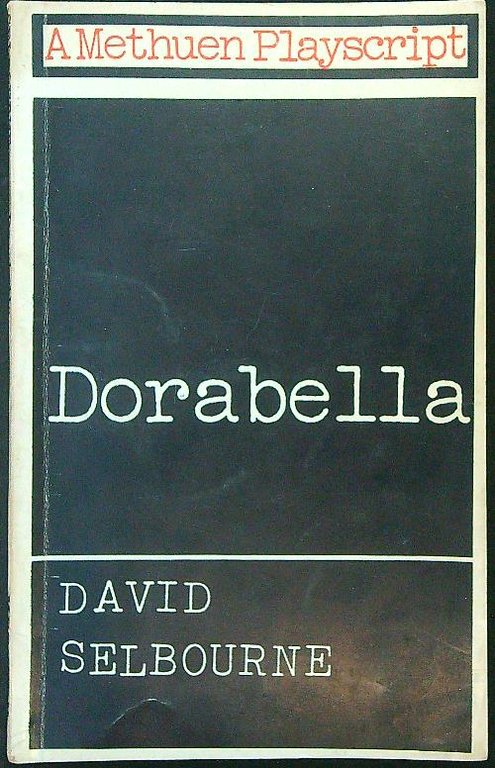 A Methuen Playscript
Dorabella
DAVID
SELBOURNE